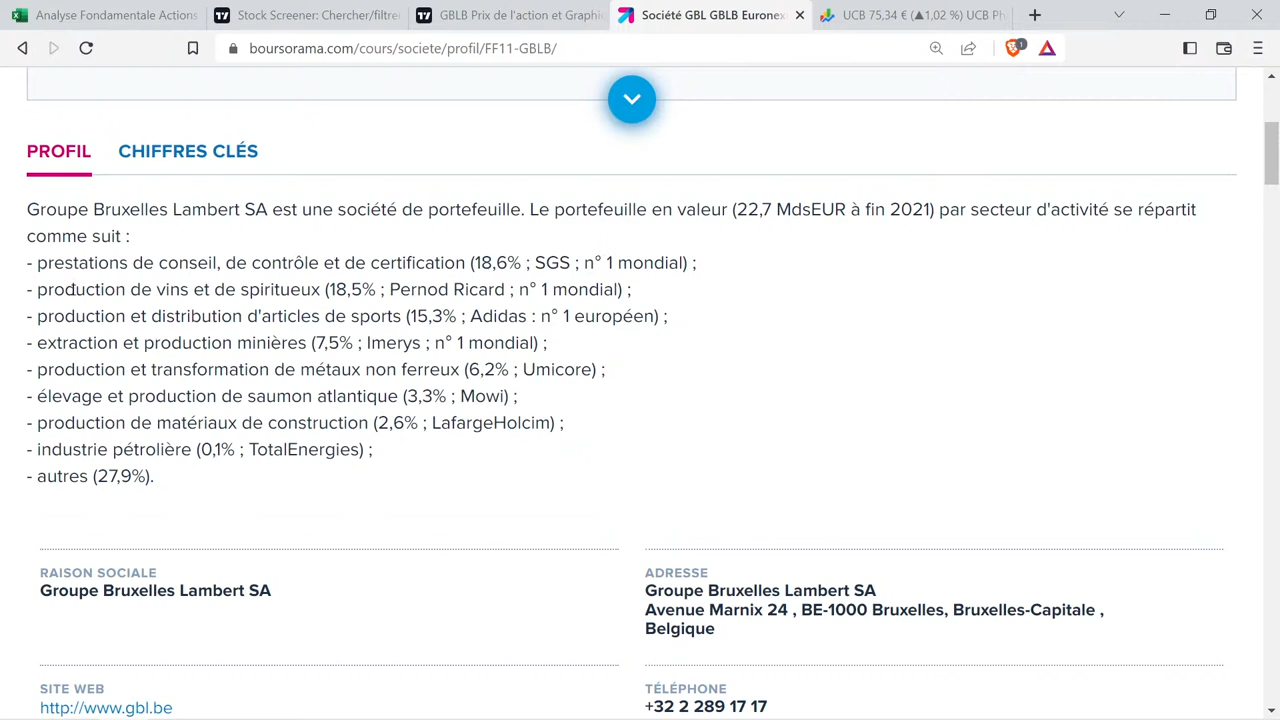 Analyse Fondamentale Actions
Stock Screener: Chercher/filtre
GBLB Prix de l'action et Graphi
Société GBL GBLB Eurone
UCB 75,34 € (▲1,02 %) UCB Ph
boursorama.com/cours/societe/profil/FF11-GBLB/
1
PROFIL
CHIFFRES CLÉS
Groupe Bruxelles Lambert SA est une société de portefeuille. Le portefeuille en valeur (22,7 MdsEUR à fin 2021) par secteur d'activité se répartit
comme suit :
- prestations de conseil, de contrôle et de certification (18,6% ; SGS ; n° 1 mondial) ;
- production de vins et de spiritueux (18,5% ; Pernod Ricard ; n° 1 mondial) ;
- production et distribution d'articles de sports (15,3% ; Adidas : n° 1 européen) ;
- extraction et production minières (7,5% ; Imerys ; n° 1 mondial) ;
- production et transformation de métaux non ferreux (6,2% ; Umicore) ;
- élevage et production de saumon atlantique (3,3% ; Mowi) ;
- production de matériaux de construction (2,6% ; LafargeHolcim) ;
- industrie pétrolière (0,1% ; TotalEnergies) ;
- autres (27,9%).
RAISON SOCIALE
Groupe Bruxelles Lambert SA
ADRESSE
Groupe Bruxelles Lambert SA
Avenue Marnix 24 , BE-1000 Bruxelles, Bruxelles-Capitale ,
Belgique
SITE WEB
http://www.gbl.be
TÉLÉPHONE
+32 2 289 17 17